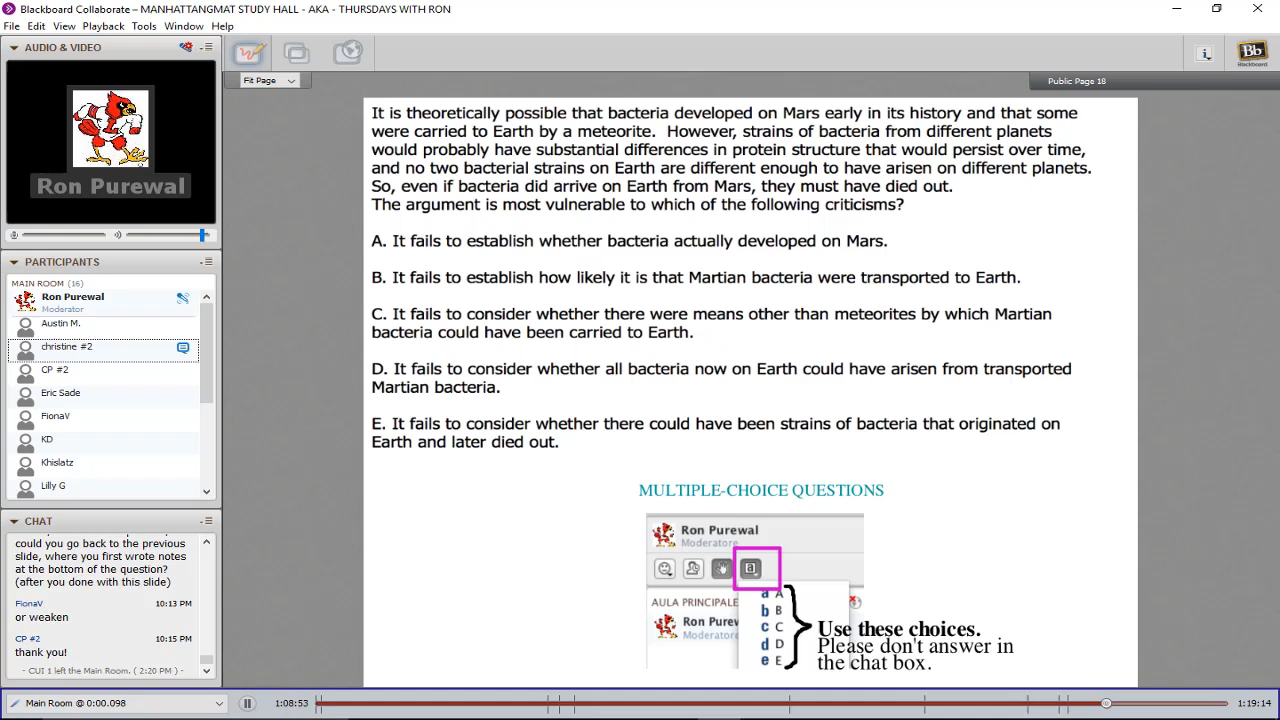 Blackboard Collaborate – MANHATTANGMAT STUDY HALL - AKA - THURSDAYS WITH RON
File Edit View Playback Tools Window Help
AUDIO & VIDEO
Ron Purewal
PARTICIPANTS
MAIN ROOM (16)
Ron Purewal
Moderator
Austin M.
christine #2
CP #2
Eric Sade
FionaV
KD
Khislatz
Lilly G
CHAT
could you go back to the previous
slide, where you first wrote notes
at the bottom of the question?
(after you done with this slide)
FionaV 10:13 PM
or weaken
CP #2 10:15 PM
thank you!
- CUI 1 left the Main Room. ( 2:20 PM ) -
Fit Page
Public Page 18
Bb
Blackboard
It is theoretically possible that bacteria developed on Mars early in its history and that some
were carried to Earth by a meteorite. However, strains of bacteria from different planets
would probably have substantial differences in protein structure that would persist over time,
and no two bacterial strains on Earth are different enough to have arisen on different planets.
So, even if bacteria did arrive on Earth from Mars, they must have died out.
The argument is most vulnerable to which of the following criticisms?
A. It fails to establish whether bacteria actually developed on Mars.
B. It fails to establish how likely it is that Martian bacteria were transported to Earth.
C. It fails to consider whether there were means other than meteorites by which Martian
bacteria could have been carried to Earth.
D. It fails to consider whether all bacteria now on Earth could have arisen from transported
Martian bacteria.
E. It fails to consider whether there could have been strains of bacteria that originated on
Earth and later died out.
MULTIPLE-CHOICE QUESTIONS
Ron Purewal
Moderatore
a
AULA PRINCIPALE
Ron Purew
Moderatore
a A
b B
c C
d D
e E
Use these choices.
Please don't answer in
the chat box.
Main Room @ 0:00.098
1:08:53
1:19:14